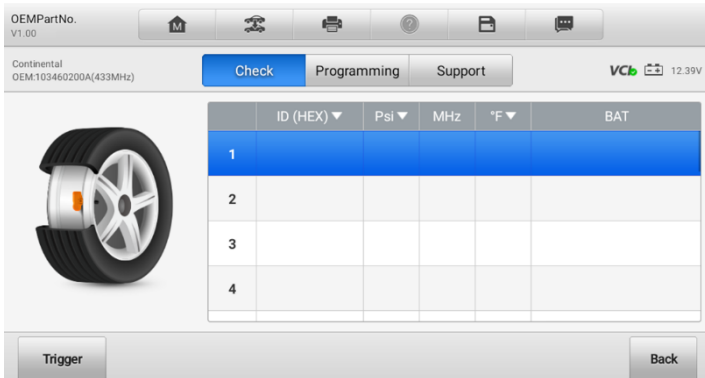 OEMPartNo.
V1.00
M
?
Continental
OEM:103460200A(433MHz)
Check Programming Support
VCI 12.39V
ID (HEX)▼ Psi▼ MHz °F▼ BAT
1
2
3
4
Trigger Back